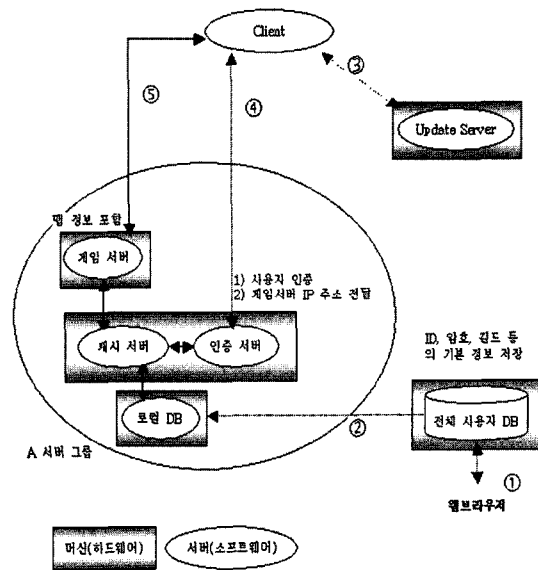 Client
⑤
④
③
Update Server
맵 정보 포함
게임 서버
1) 사용자 인증
2) 게임서버 IP 주소 전달
캐시 서버
인증 서버
ID, 암호, 길드 등
의 기본 정보 저장
로컬 DB
②
전체 사용자 DB
A 서버 그룹
①
웹브라우저
머신(하드웨어)
서버(소프트웨어)